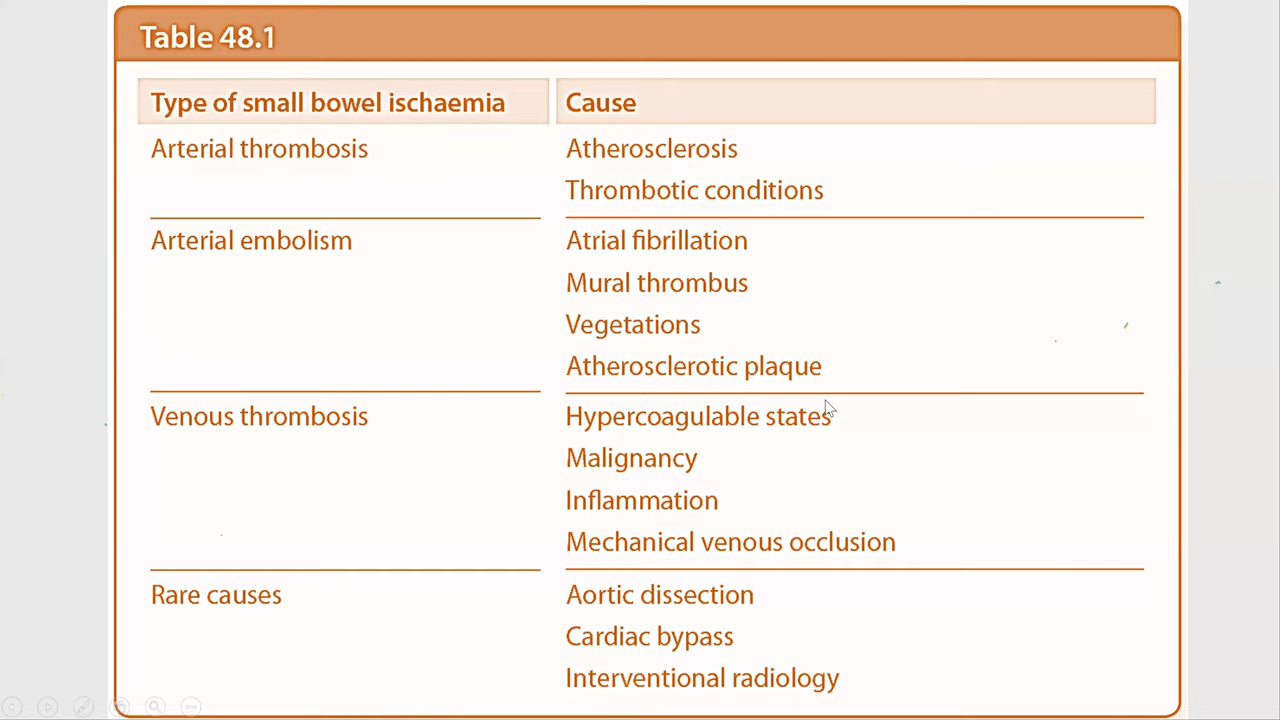 Table 48.1
Type of small bowel ischaemia Cause
Arterial thrombosis Atherosclerosis
Thrombotic conditions
Arterial embolism Atrial fibrillation
Mural thrombus
Vegetations
Atherosclerotic plaque
Venous thrombosis Hypercoagulable states
Malignancy
Inflammation
Mechanical venous occlusion
Rare causes Aortic dissection
Cardiac bypass
Interventional radiology